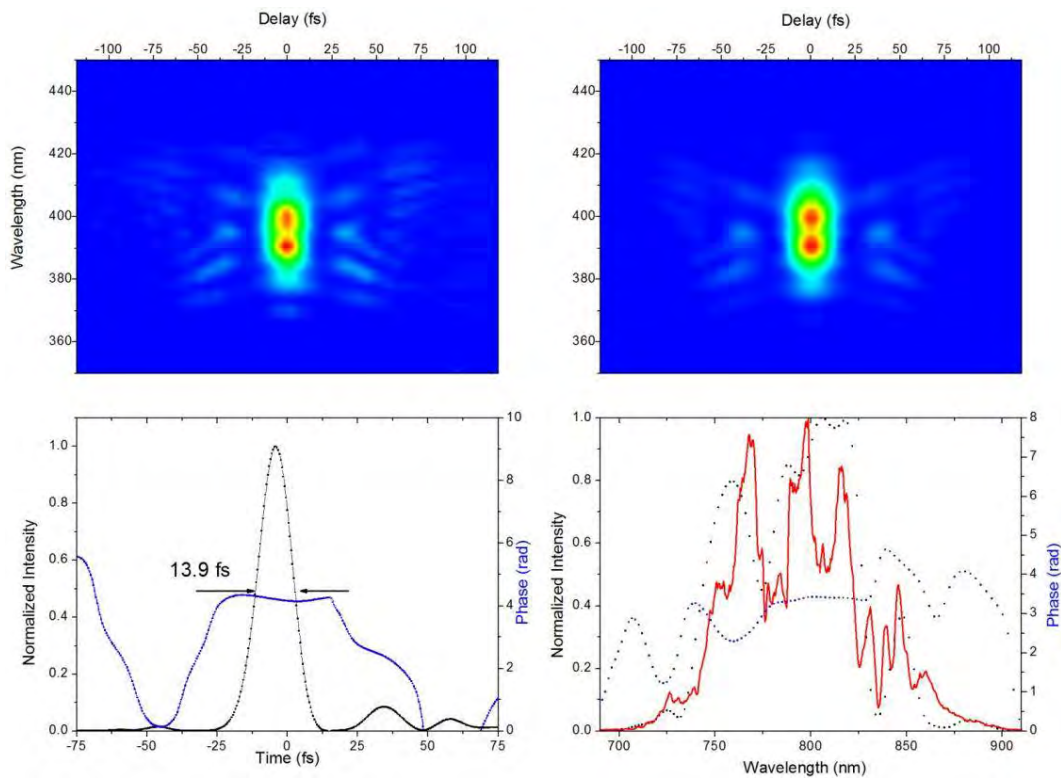 Delay (fs)
-100 -75 -50 -25 0 25 50 75 100
Wavelength (nm)
440
420
400
380
360
Delay (fs)
-100 -75 -50 -25 0 25 50 75 100
440
420
400
380
360
Normalized Intensity
1.0
0.8
0.6
0.4
0.2
0.0
13.9 fs
10
8
6
4
2
0
Phase (rad)
-75 -50 -25 0 25 50 75
Time (fs)
Normalized Intensity
1.0
0.8
0.6
0.4
0.2
0.0
8
7
6
5
4
3
2
1
0
Phase (rad)
700 750 800 850 900
Wavelength (nm)